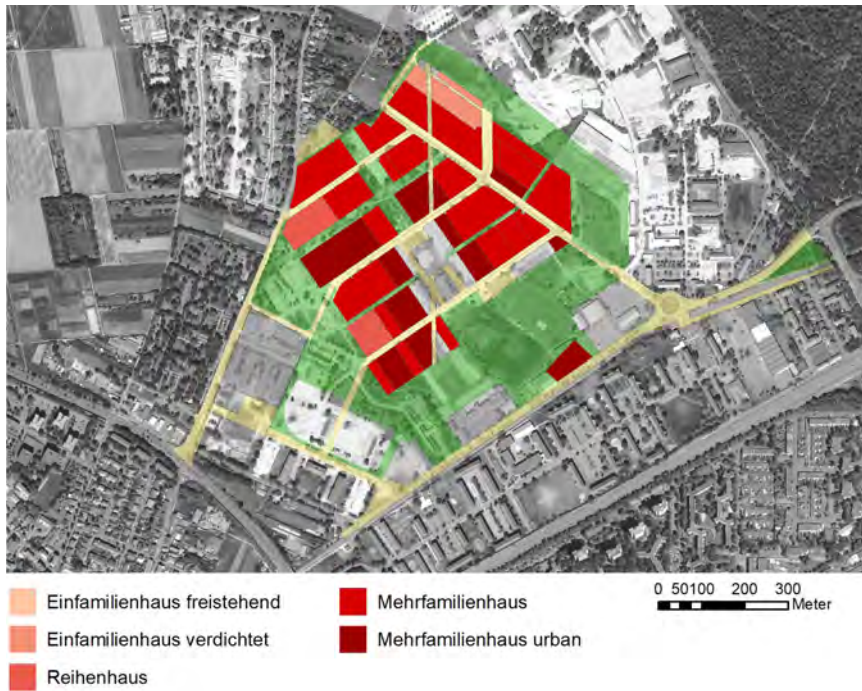 Einfamilienhaus freistehend
Einfamilienhaus verdichtet
Reihenhaus
Mehrfamilienhaus
Mehrfamilienhaus urban
0 50100 200 300
Meter